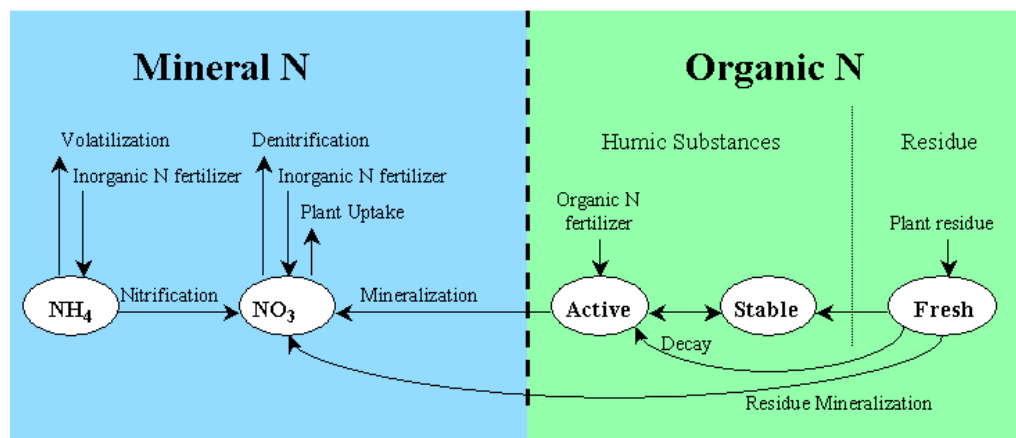 Mineral N
Organic N
Volatilization
Inorganic N fertilizer
Denitrification
Inorganic N fertilizer
Plant Uptake
Humic Substances
Residue
Organic N
fertilizer
Plant residue
NH4
Nitrification
NO3
Mineralization
Active
Stable
Fresh
Decay
Residue Mineralization